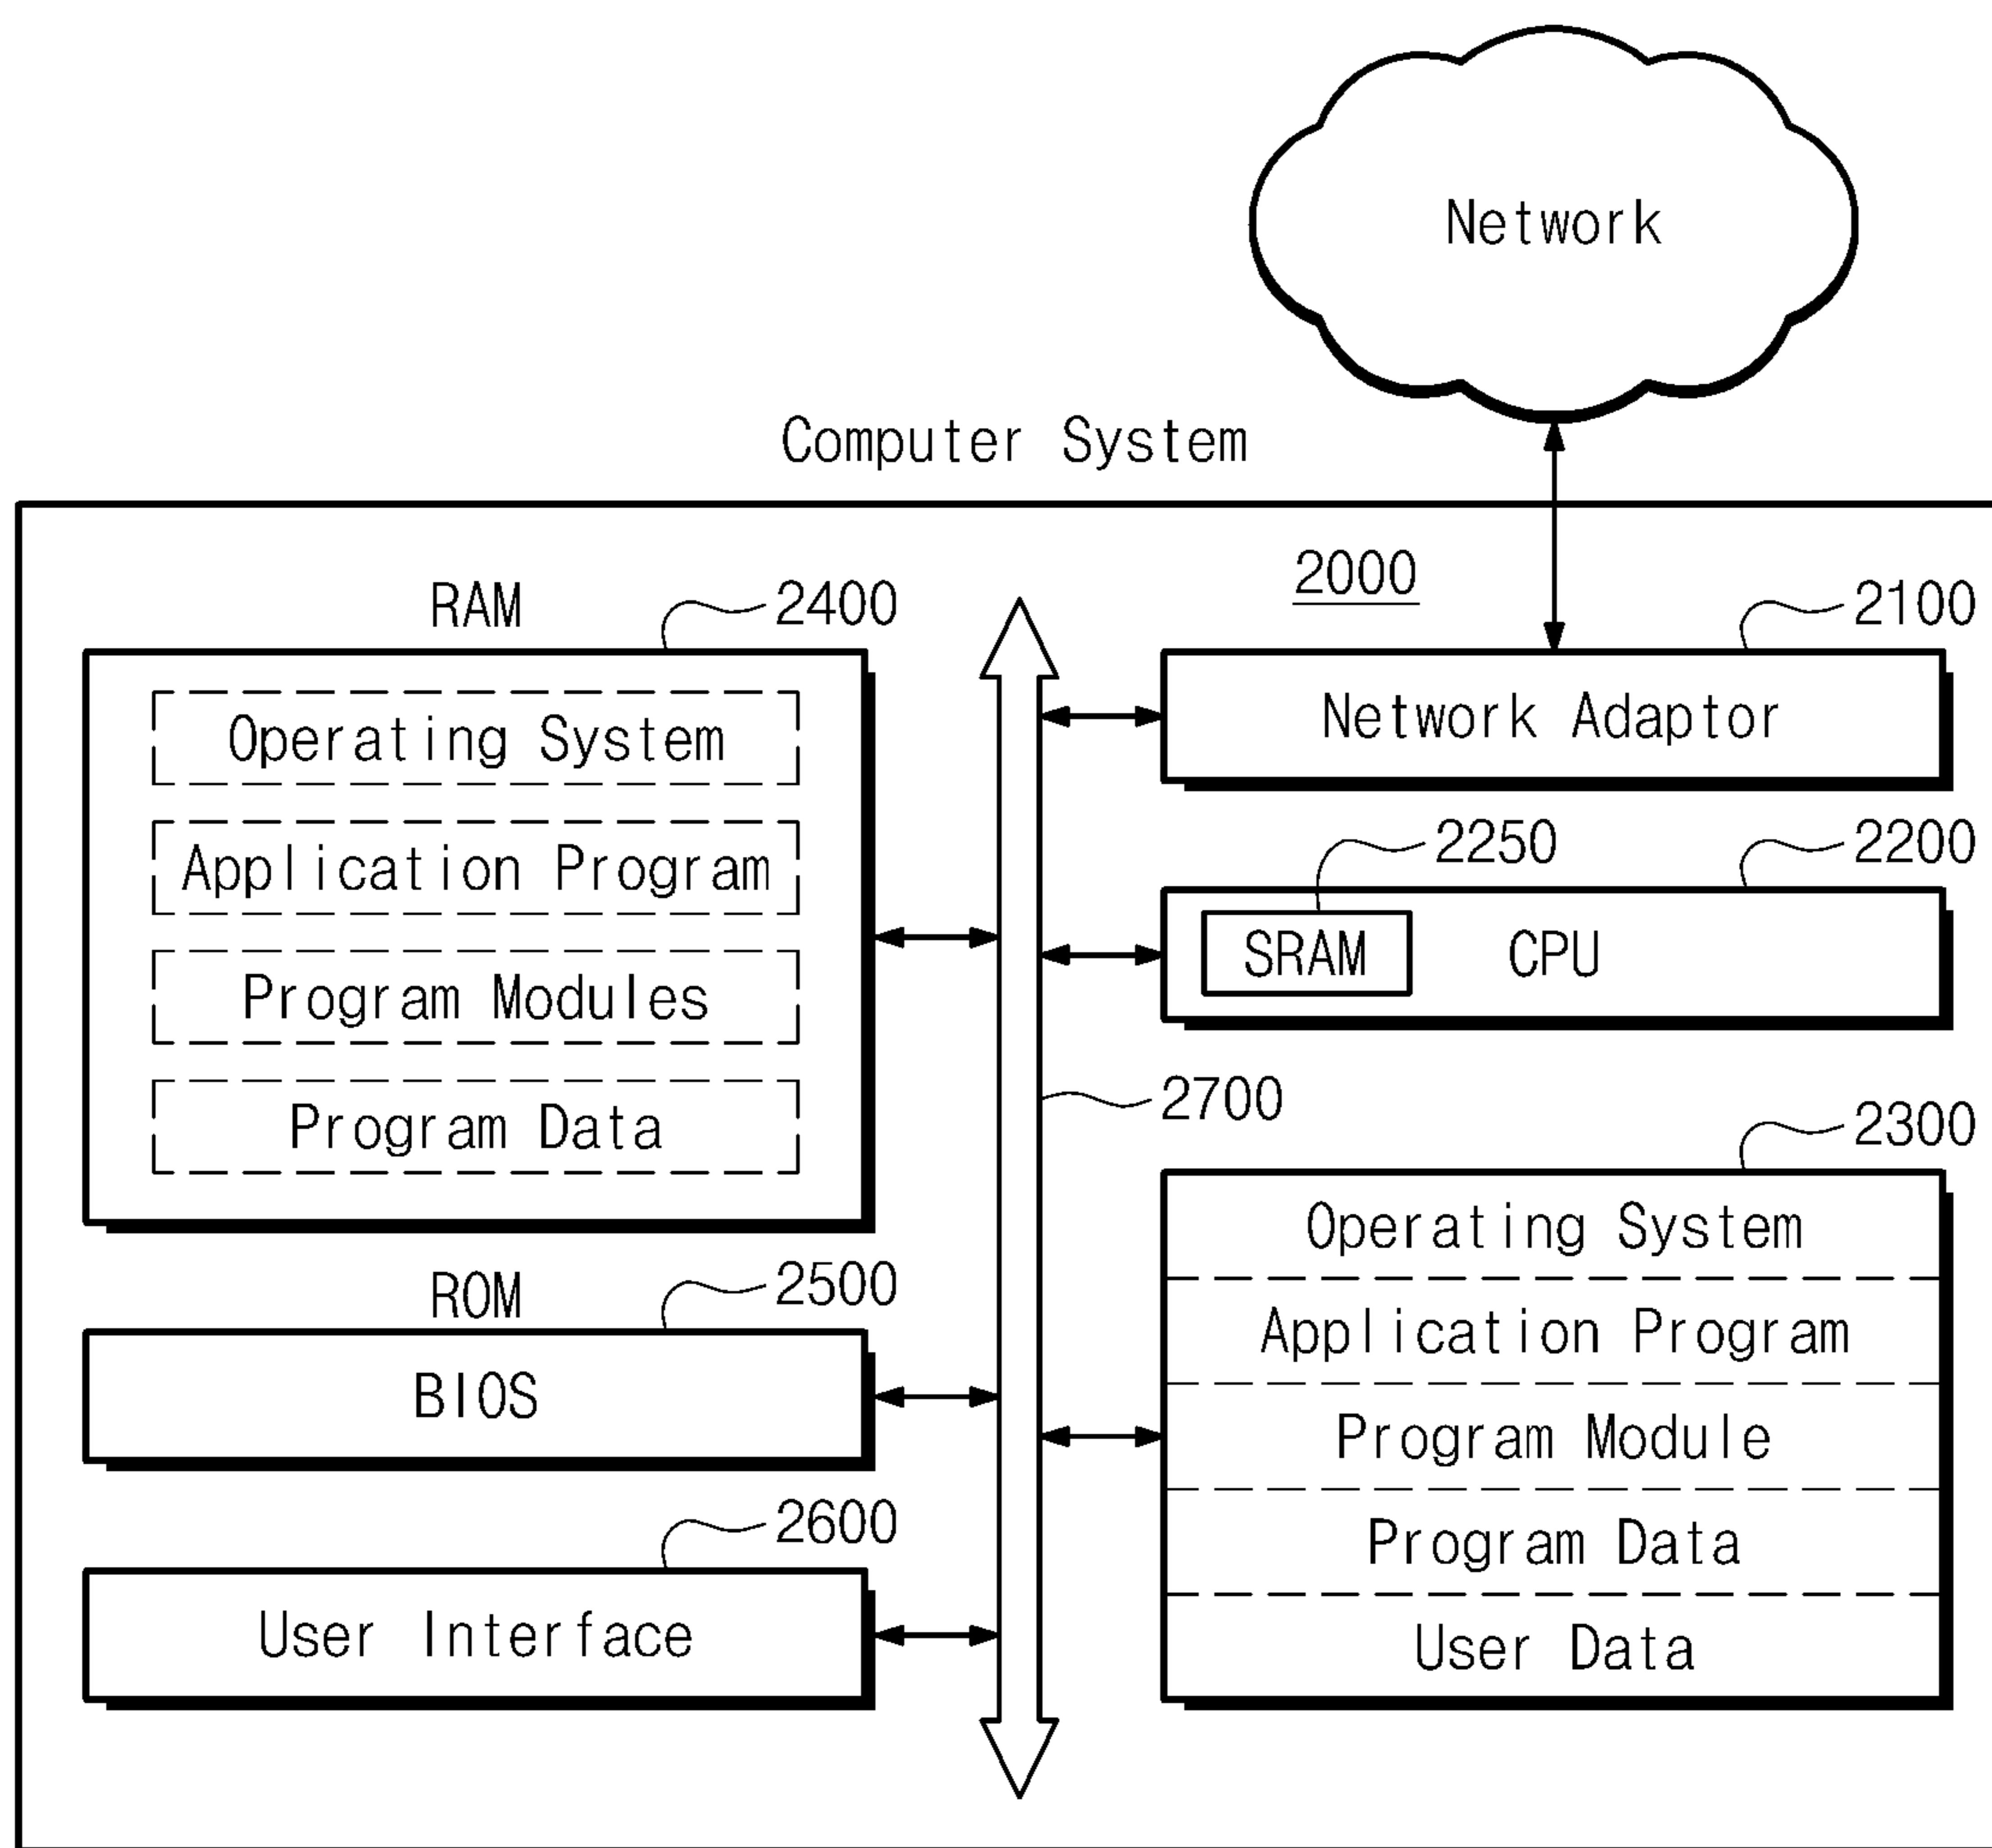 Network
Computer System
2000
RAM
2400
Operating System
Application Program
Program Modules
Program Data
ROM
2500
BIOS
2600
User Interface
2700
2100
Network Adaptor
2250
2200
SRAM
CPU
2300
Operating System
Application Program
Program Module
Program Data
User Data